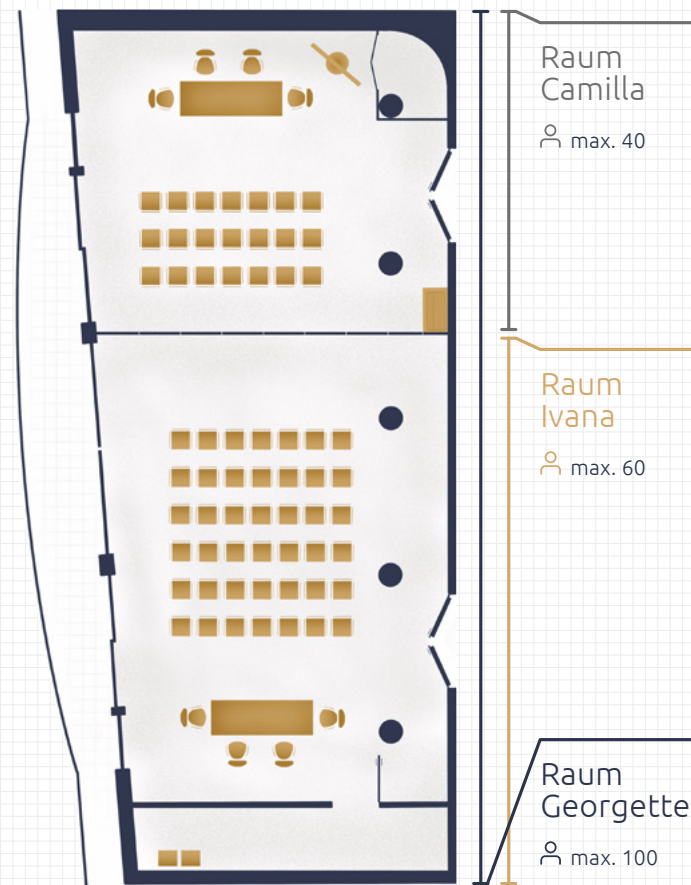 Raum
Camilla
max. 40
Raum
Ivana
max. 60
Raum
Georgette
max. 100